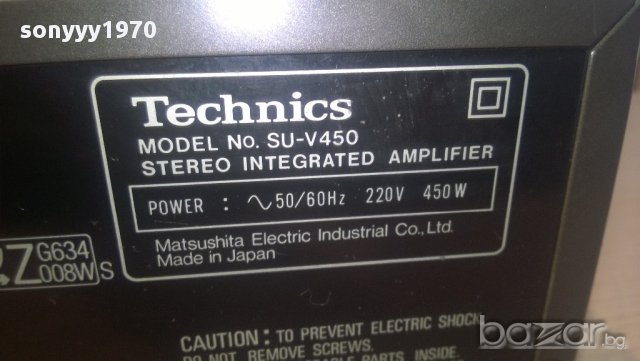 sonyyy1970
Technics
MODEL No. SU-V450
STEREO INTEGRATED AMPLIFIER
POWER : ∿50/60Hz 220V 450W
Matsushita Electric Industrial Co., Ltd.
Made in Japan
Z G634
008W S
CAUTION: TO PREVENT ELECTRIC SHOCK
DO NOT REMOVE SCREWS.
PARTS INSIDE.
bazar.bg